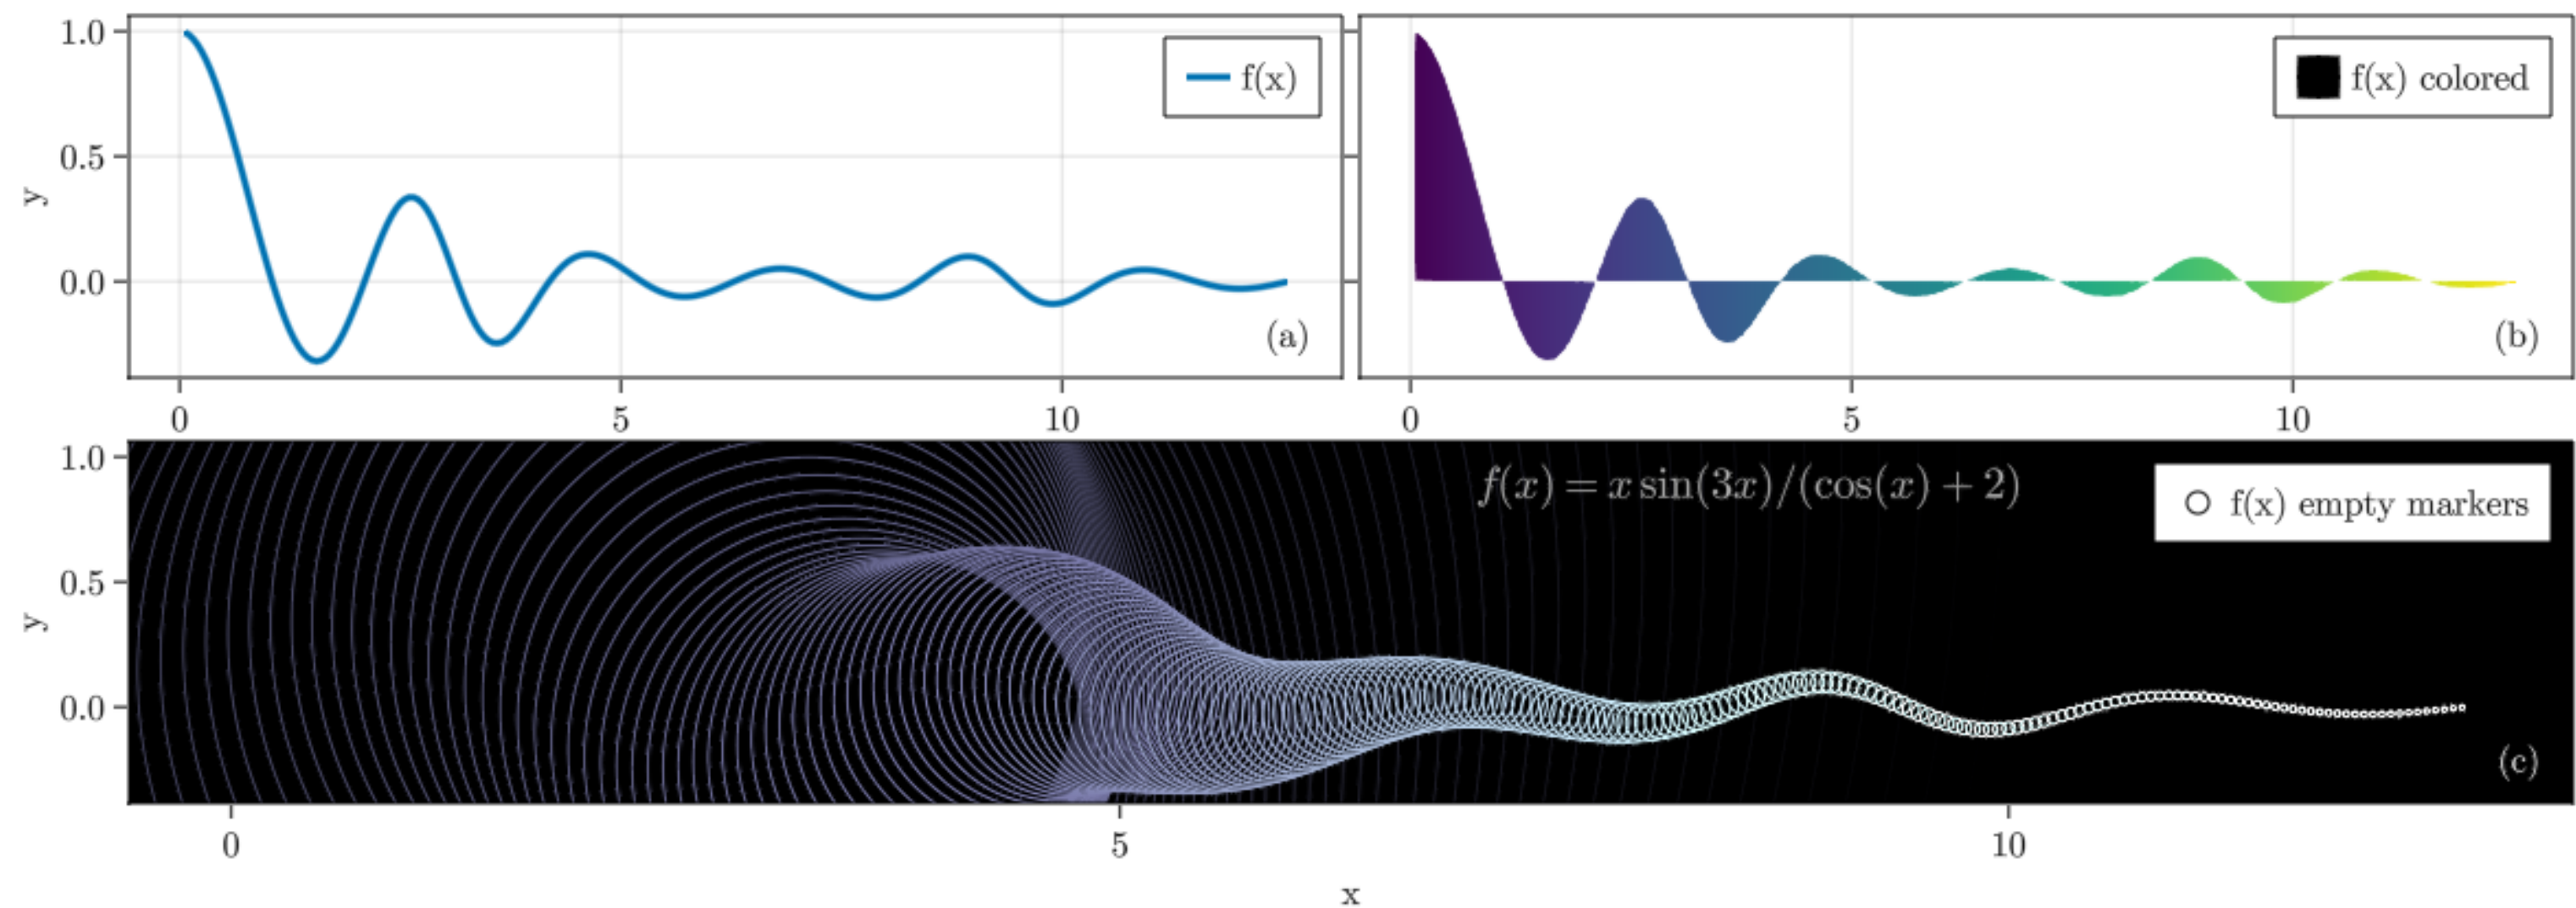 1.0
0.5
0.0
y
f(x)
(a)
0 5 10
f(x) colored
(b)
0 5 10
1.0
0.5
0.0
y
f(x) = x sin(3x)/(cos(x) + 2)
f(x) empty markers
(c)
0 5 10
x